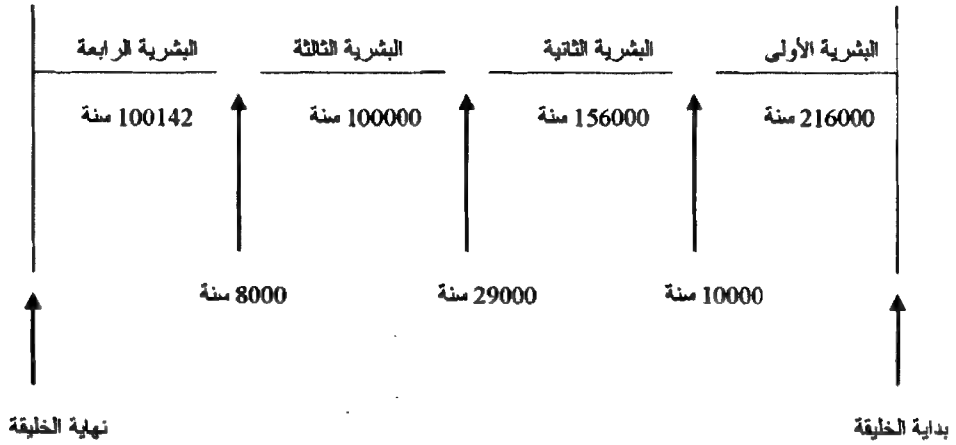 البشرية الأولى البشرية الثانية البشرية الثالثة البشرية الرابعة
216000 سنة 156000 سنة 100000 سنة 100142 سنة
10000 سنة 29000 سنة 8000 سنة
بداية الخليقة نهاية الخليقة